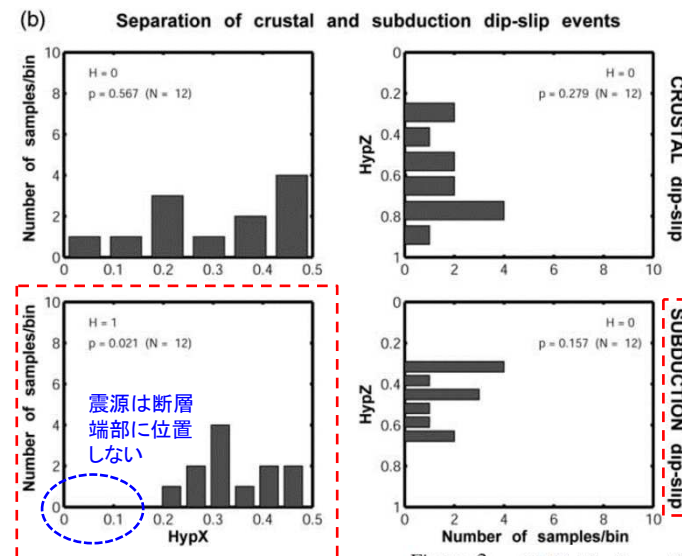 (b)
Separation of crustal and subduction dip-slip events
Number of samples/bin
10
8
6
4
2
0
H = 0
p = 0.567 (N = 12)
0 0.1 0.2 0.3 0.4 0.5
HypZ
0
0.2
0.4
0.6
0.8
1
H = 0
p = 0.279 (N = 12)
0 2 4 6 8 10
CRUSTAL dip-slip
Number of samples/bin
10
8
6
4
2
0
H = 1
p = 0.021 (N = 12)
震源は断層
端部に位置
しない
0 0.1 0.2 0.3 0.4 0.5
HypX
HypZ
0
0.2
0.4
0.6
0.8
1
H = 0
p = 0.157 (N = 12)
0 2 4 6 8 10
Number of samples/bin
SUBDUCTION dip-slip